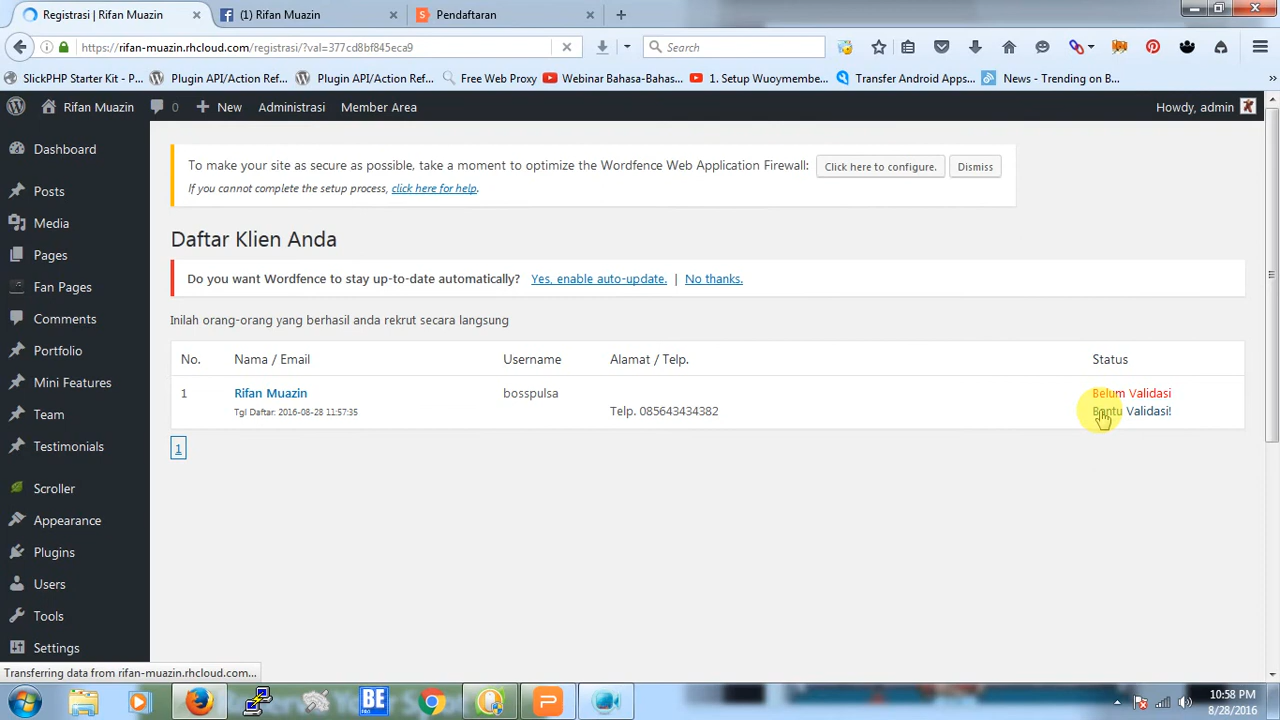 Registrasi | Rifan Muazin
(1) Rifan Muazin
Pendaftaran
https://rifan-muazin.rhcloud.com/registrasi/?val=377cd8bf845eca9
Search
SlickPHP Starter Kit - P...
Plugin API/Action Ref...
Plugin API/Action Ref...
Free Web Proxy
Webinar Bahasa-Bahas...
1. Setup Wuoymembe...
Transfer Android Apps...
News - Trending on B...
Rifan Muazin
0
New
Administrasi
Member Area
Howdy, admin
Dashboard
Posts
Media
Pages
Fan Pages
Comments
Portfolio
Mini Features
Team
Testimonials
Scroller
Appearance
Plugins
Users
Tools
Settings
To make your site as secure as possible, take a moment to optimize the Wordfence Web Application Firewall: Click here to configure. Dismiss
If you cannot complete the setup process, click here for help.
Daftar Klien Anda
Do you want Wordfence to stay up-to-date automatically? Yes, enable auto-update. | No thanks.
Inilah orang-orang yang berhasil anda rekrut secara langsung
No. Nama / Email Username Alamat / Telp. Status
1 Rifan Muazin bosspulsa Belum Validasi
Tgl Daftar: 2016-08-28 11:57:35 Telp. 085643434382 Bantu Validasi!
1
Transferring data from rifan-muazin.rhcloud.com...
BE
10:58 PM
8/28/2016